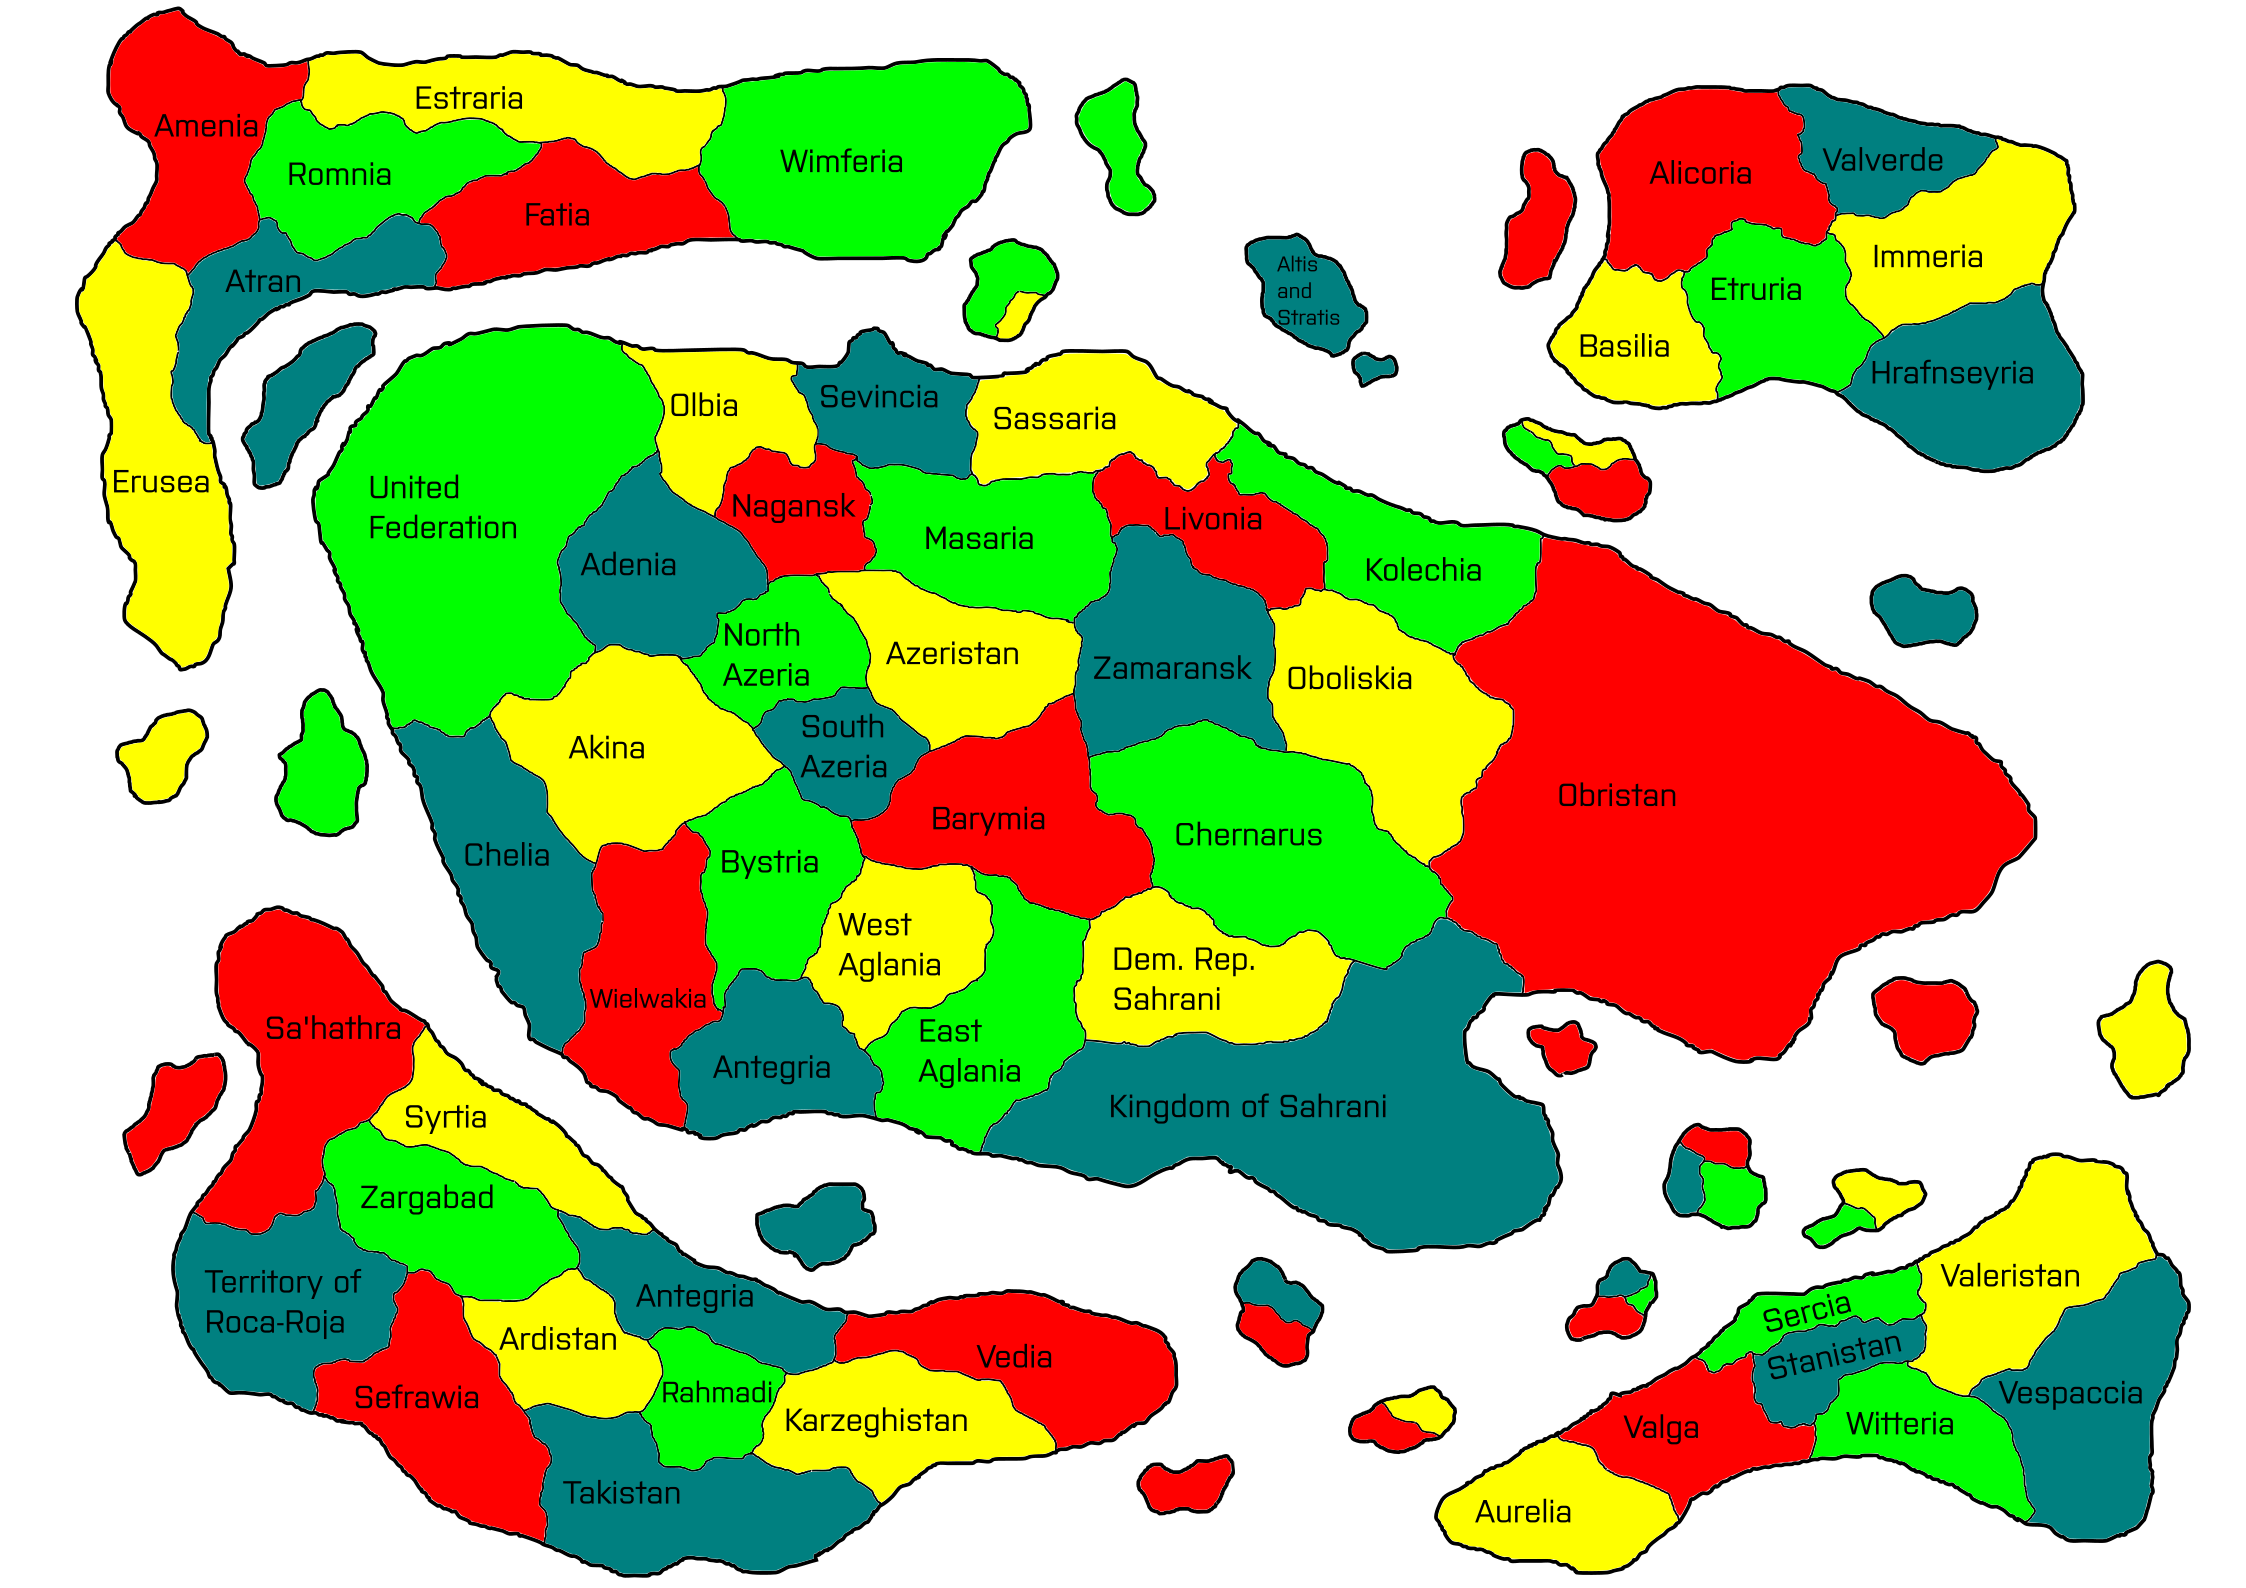 Amenia
Estraria
Romnia
Wimferia
Fatia
Atran
Erusea
Altis
and
Stratis
Alicoria
Valverde
Immeria
Etruria
Basilia
Hrafnseyria
United
Federation
Olbia
Sevincia
Sassaria
Nagansk
Masaria
Livonia
Kolechia
Adenia
North
Azeria
Azeristan
Zamaransk
Oboliskia
Akina
South
Azeria
Obristan
Barymia
Chernarus
Chelia
Bystria
West
Aglania
Dem. Rep.
Sahrani
Wielwakia
East
Aglania
Antegria
Kingdom of Sahrani
Sa'hathra
Syrtia
Zargabad
Territory of
Roca-Roja
Antegria
Ardistan
Sefrawia
Rahmadi
Vedia
Karzeghistan
Takistan
Valeristan
Sercia
Stanistan
Vespaccia
Valga
Witteria
Aurelia